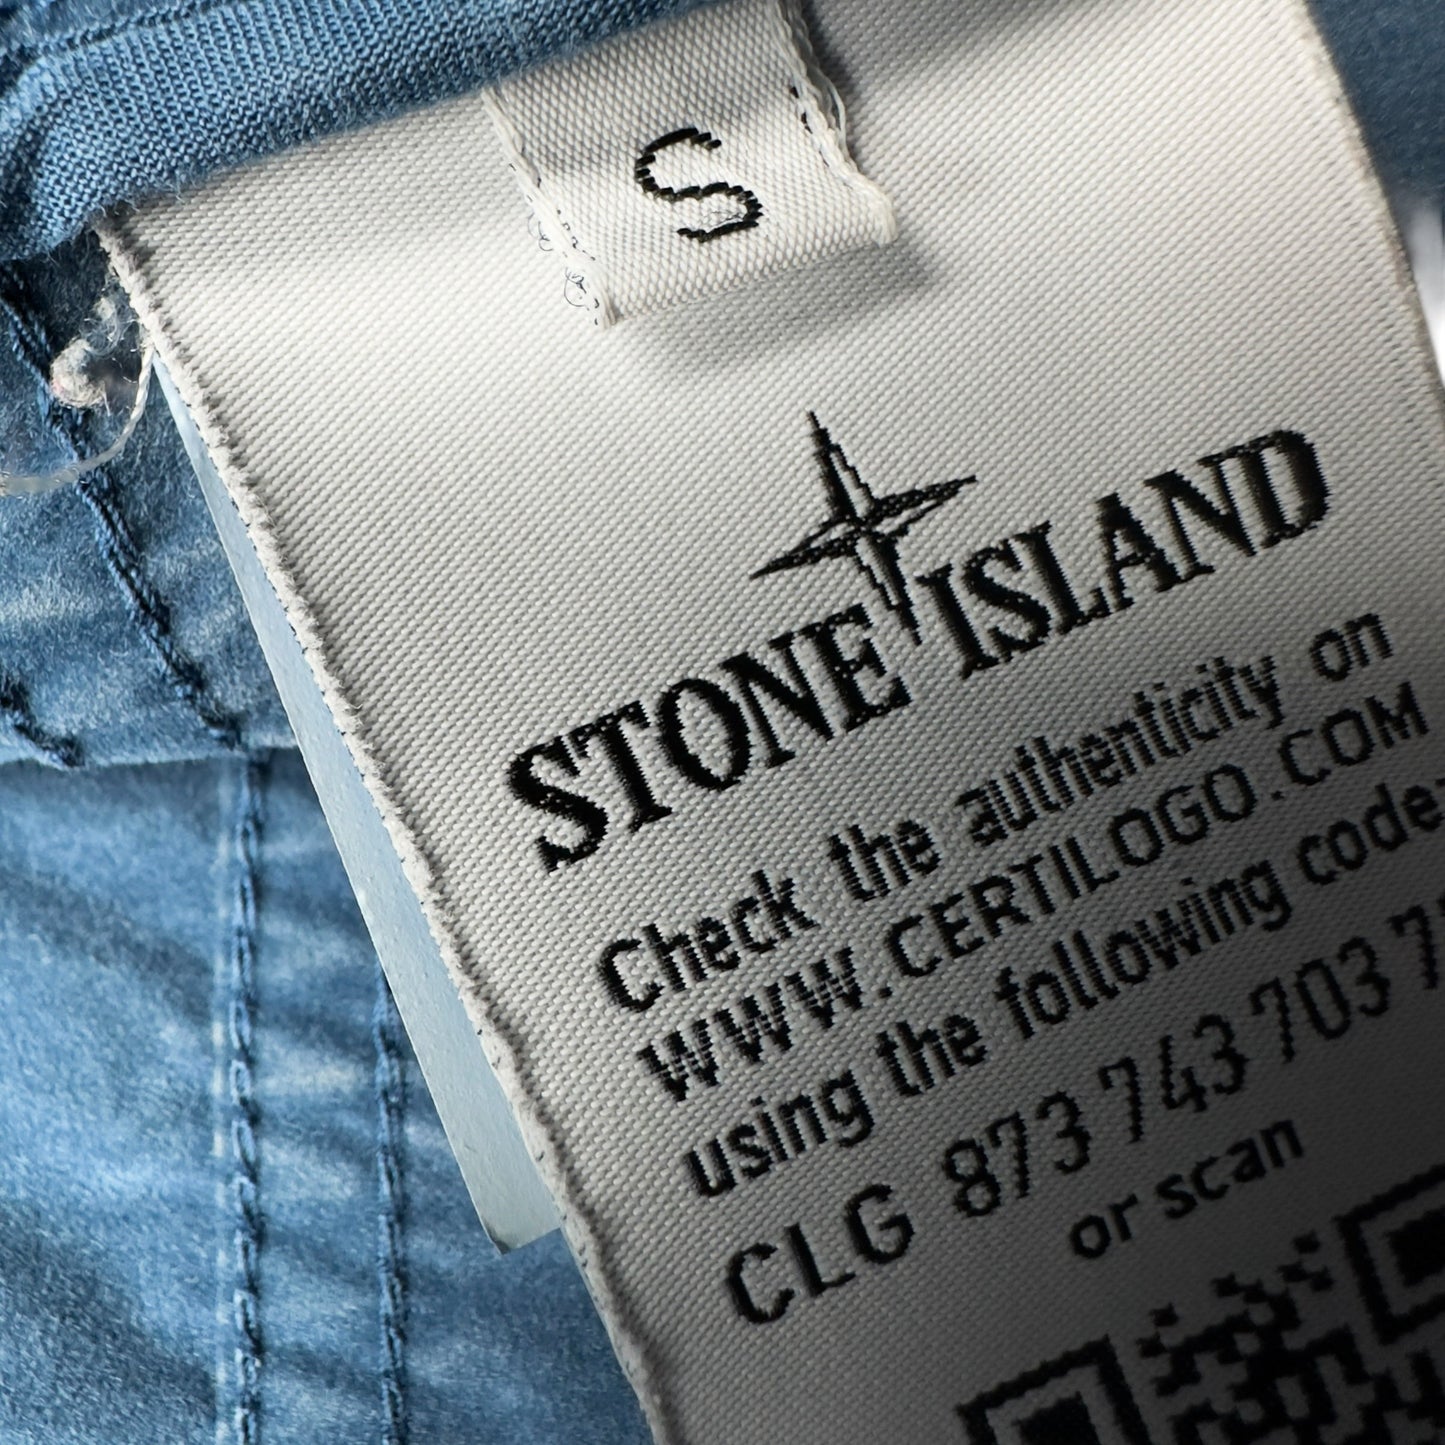 S
STONE ISLAND
Check the authenticity on
WWW.CERTILOGO.COM
using the following code:
CLG 873 743 703
or scan